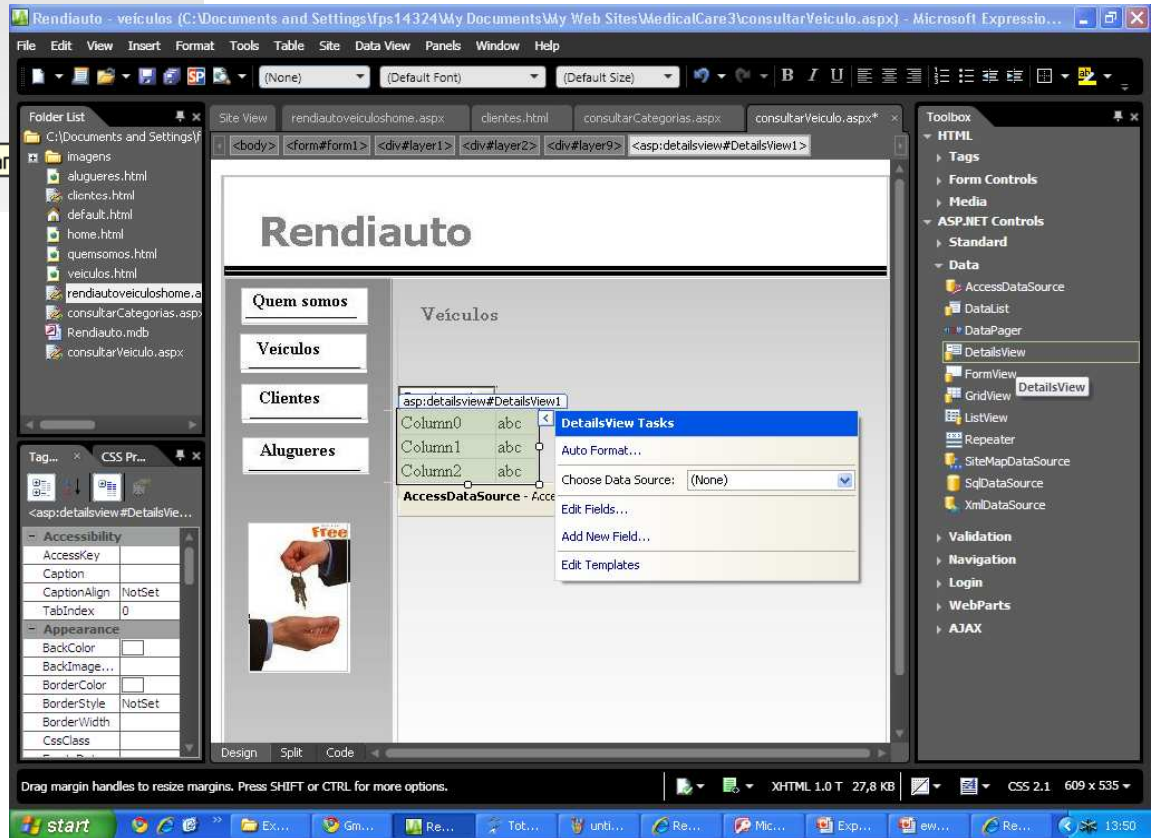 Rendiauto - veículos (C:\Documents and Settings\fps14324\My Documents\My Web Sites\MedicalCare3\consultarVeiculo.aspx) - Microsoft Expressio...
File Edit View Insert Format Tools Table Site Data View Panels Window Help
(None) (Default Font) (Default Size) B I U
Folder List
C:\Documents and Settings\f
imagens
alugueres.html
clientes.html
default.html
home.html
quemsomos.html
veiculos.html
rendiautoveiculoshome.a
consultarCategorias.asp
Rendiauto.mdb
consultarVeiculo.aspx
Tag... CSS Pr...
<asp:detailsview#DetailsVie...
Accessibility
AccessKey
Caption
CaptionAlign NotSet
TabIndex 0
Appearance
BackColor
BackImage...
BorderColor
BorderStyle NotSet
BorderWidth
CssClass
Site View rendiautoveiculoshome.aspx clientes.html consultarCategorias.aspx consultarVeiculo.aspx*
<body> <form#form1> <div#layer1> <div#layer2> <div#layer9> <asp:detailsview#DetailsView1>
Rendiauto
Quem somos
Veículos
Clientes
Alugueres
free
Veículos
asp:detailsview#DetailsView1
Column0 abc
Column1 abc
Column2 abc
AccessDataSource - Acce
DetailsView Tasks
Auto Format...
Choose Data Source: (None)
Edit Fields...
Add New Field...
Edit Templates
Design Split Code
Toolbox
HTML
Tags
Form Controls
Media
ASP.NET Controls
Standard
Data
AccessDataSource
DataList
DataPager
DetailsView
FormView
DetailsView
GridView
ListView
Repeater
SiteMapDataSource
SqlDataSource
XmlDataSource
Validation
Navigation
Login
WebParts
AJAX
Drag margin handles to resize margins. Press SHIFT or CTRL for more options.
XHTML 1.0 T 27,8 KB CSS 2.1 609 x 535
start Ex... Gm... Re... Tot... unti... Re... Mic... Exp... ew... Re... 13:50